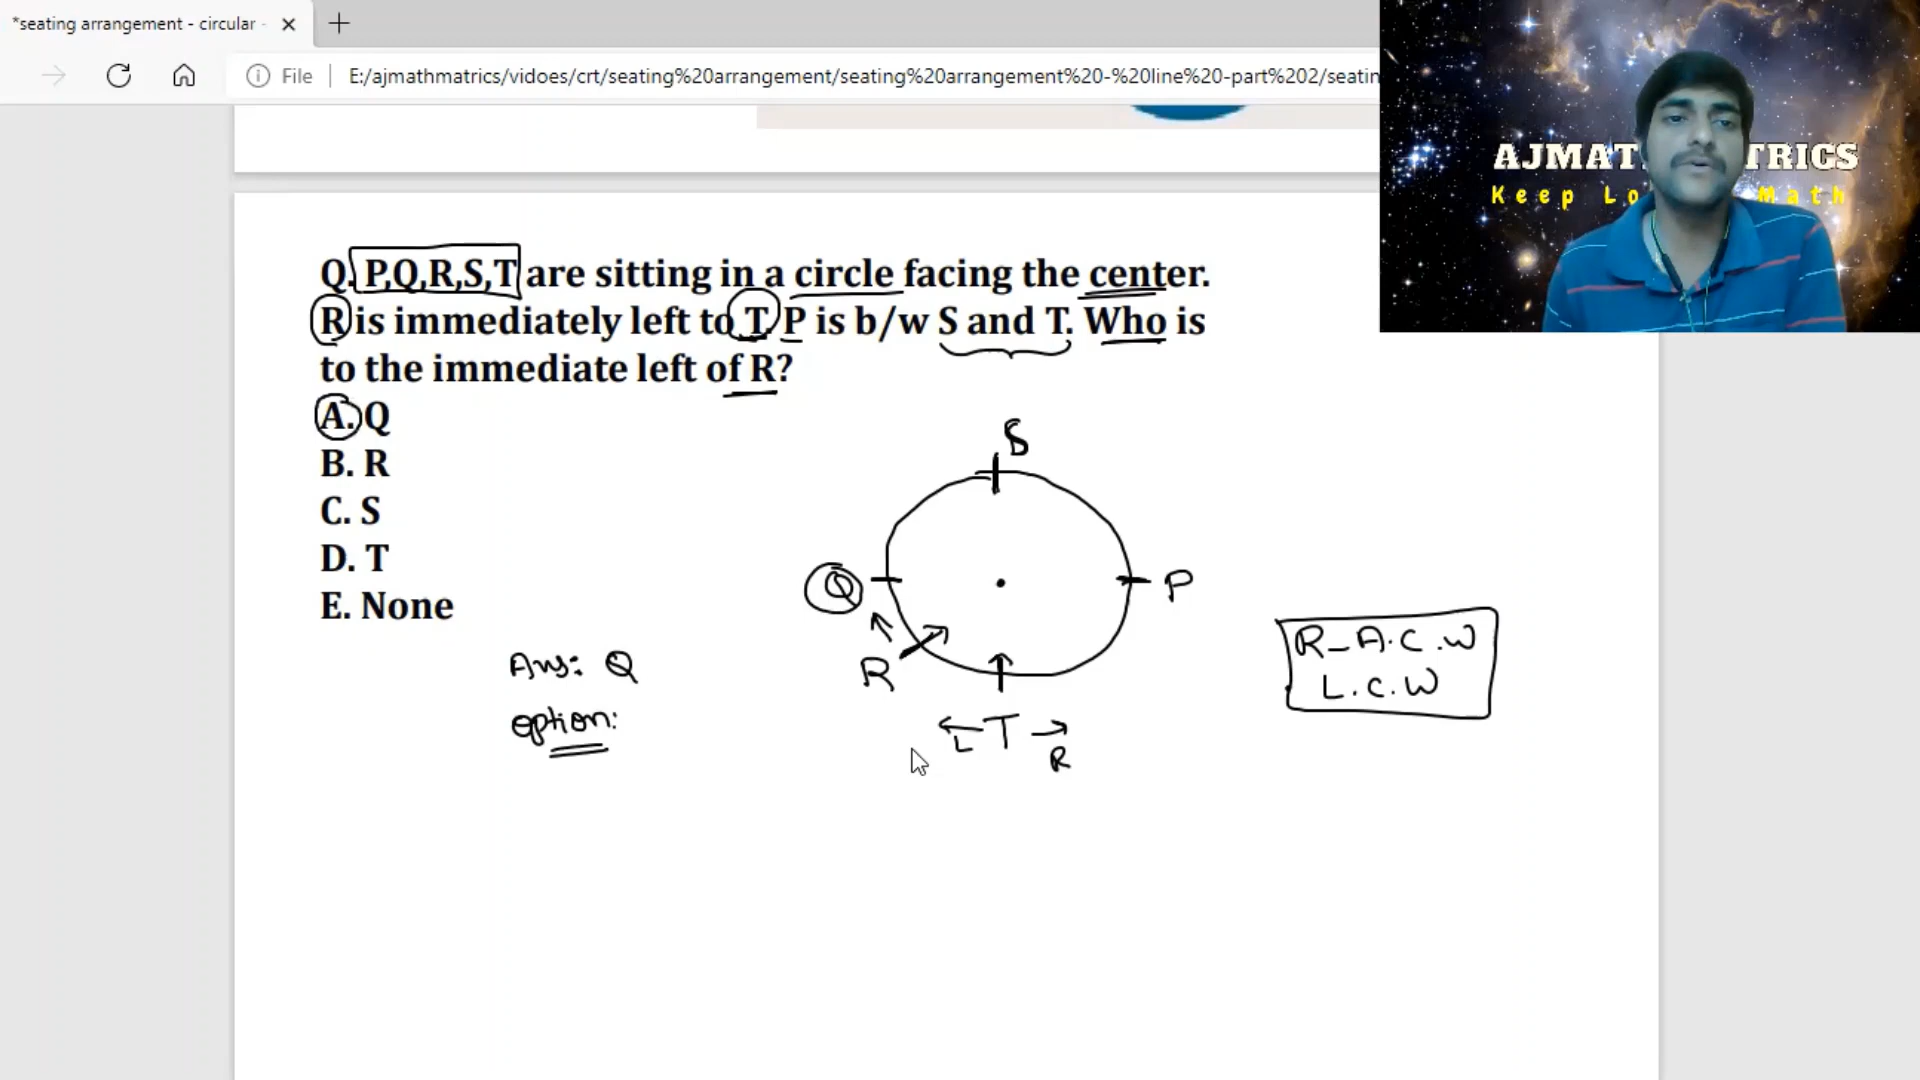 *seating arrangement - circular -
File E:/ajmathmatrics/vidoes/crt/seating%20arrangement/seating%20arrangement%20-%20line%20-part%202/seatin
AJMAT TRICS
Keep Lo Math
Q. P,Q,R,S,T are sitting in a circle facing the center.
R is immediately left to T. P is b/w S and T. Who is
to the immediate left of R?
A. Q
B. R
C. S
D. T
E. None
S
Q
P
R
L T R
Ans: Q
option:
R-A.C.W
L.C.W